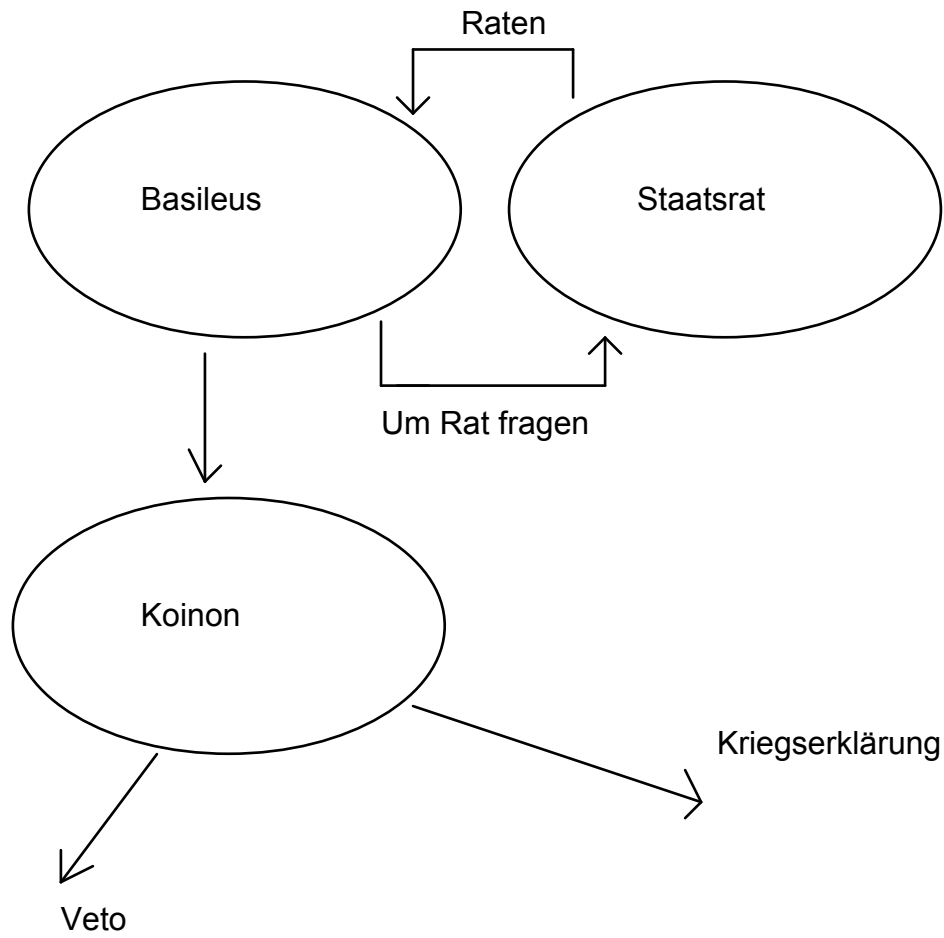 Raten
Basileus
Staatsrat
Um Rat fragen
Koinon
Kriegserklärung
Veto